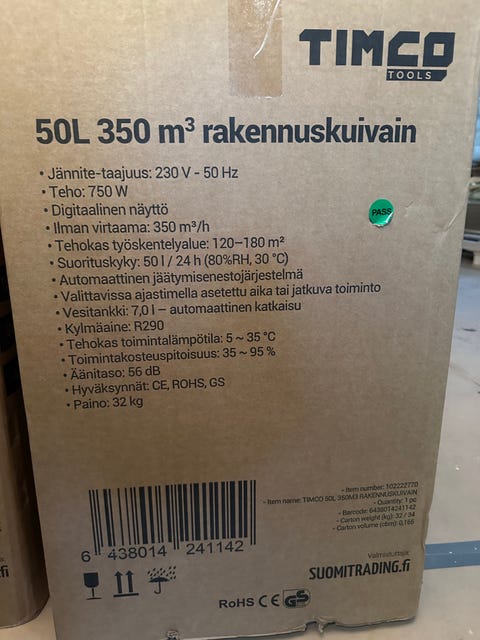 TIMCO
TOOLS
50L 350 m³ rakennuskuivain
• Jännite-taajuus: 230 V - 50 Hz
• Teho: 750 W
• Digitaalinen näyttö
PASS
• Ilman virtaama: 350 m³/h
• Tehokas työskentelyalue: 120–180 m²
• Suorituskyky: 50 l / 24 h (80%RH, 30 °C)
• Automaattinen jäätymisenestojärjestelmä
• Valittavissa ajastimella asetettu aika tai jatkuva toiminto
• Vesitankki: 7,0 l – automaattinen katkaisu
• Kylmäaine: R290
• Tehokas toimintalämpötila: 5 ~ 35 °C
• Toimintakosteuspitoisuus: 35 ~ 95 %
• Äänitaso: 56 dB
• Hyväksynnät: CE, ROHS, GS
• Paino: 32 kg
- Item number: 102222770
- Item name: TIMCO 50L 350M3 RAKENNUSKUIVAIN
- Quantity: 1 pc
- Barcode: 6438014241142
- Carton weight (kg): 32 / 34
- Carton volume (cbm): 0,166
6 438014 241142
Valmistuttaja:
SUOMITRADING.fi
RoHS CE GS
.fi